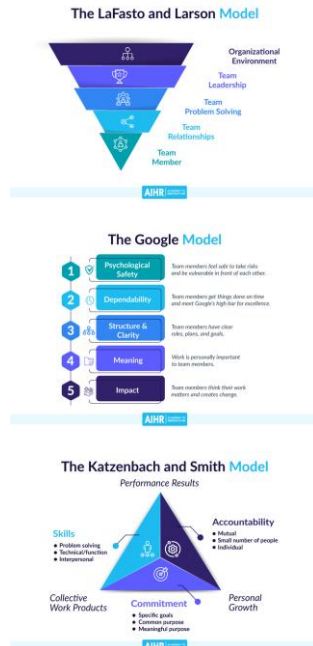 The LaFasto and Larson Model
Organizational
Environment
Team
Leadership
Team
Problem Solving
Team
Relationships
Team
Member
AIHR
The Google Model
1
Psychological
Safety
Team members feel safe to take risks
and be vulnerable in front of each other.
2
Dependability
Team members get things done on time
and meet Google's high bar for excellence.
3
Structure &
Clarity
Team members have clear
roles, plans, and goals.
4
Meaning
Work is personally important
to team members.
5
Impact
Team members think their work
matters and creates change.
AIHR
The Katzenbach and Smith Model
Performance Results
Skills
• Problem solving
• Technical/function
• Interpersonal
Accountability
• Mutual
• Small number of people
• Individual
Collective
Work Products
Commitment
• Specific goals
• Common purpose
• Meaningful purpose
Personal
Growth
AIHR